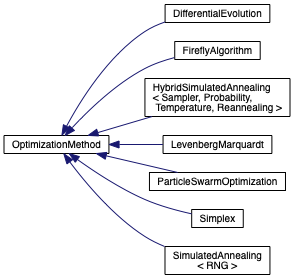 DifferentialEvolution
FireflyAlgorithm
HybridSimulatedAnnealing
< Sampler, Probability,
Temperature, Reannealing >
OptimizationMethod
LevenbergMarquardt
ParticleSwarmOptimization
Simplex
SimulatedAnnealing
< RNG >